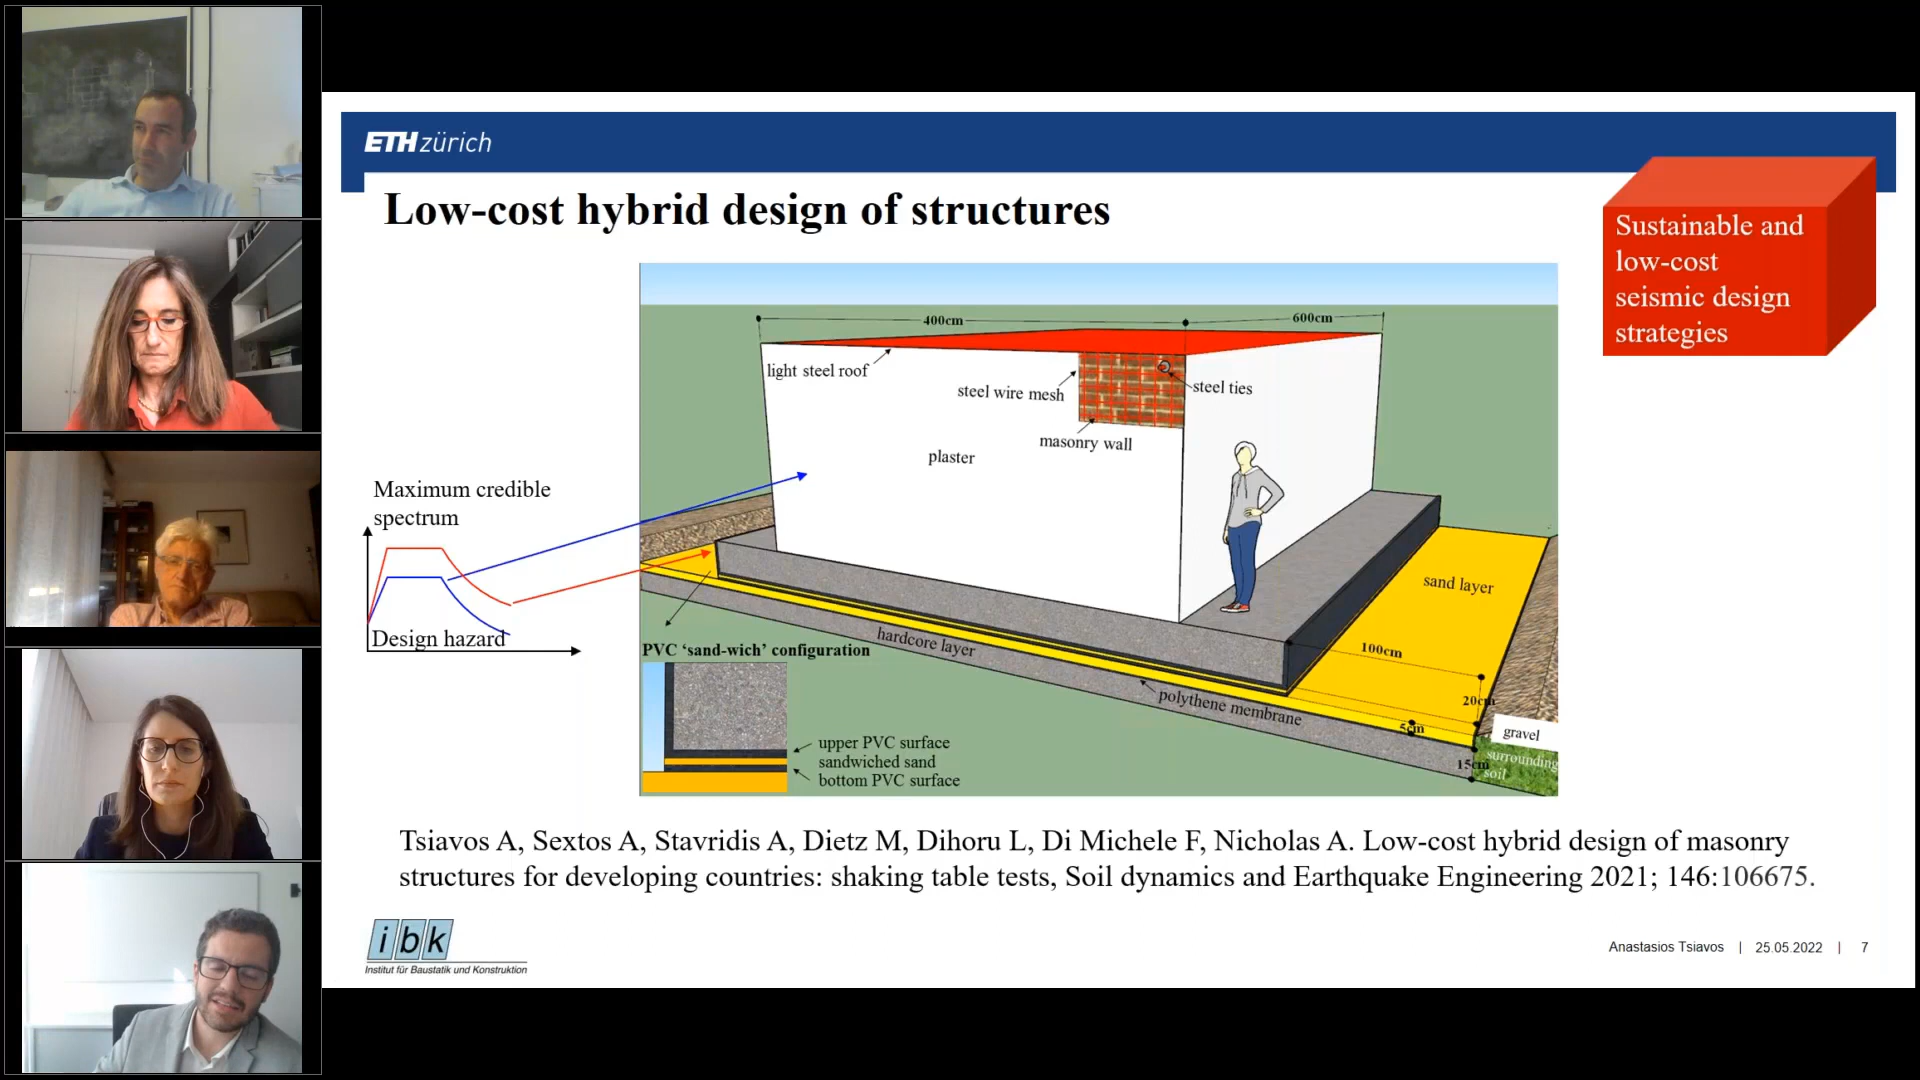 ETH zürich
Low-cost hybrid design of structures
Sustainable and
low-cost
seismic design
strategies
400cm
600cm
light steel roof
steel wire mesh
steel ties
masonry wall
plaster
Maximum credible
spectrum
Design hazard
sand layer
PVC ‘sand-wich’ configuration
hardcore layer
100cm
polythene membrane
20cm
5cm
gravel
surrounding
soil
15cm
upper PVC surface
sandwiched sand
bottom PVC surface
Tsiavos A, Sextos A, Stavridis A, Dietz M, Dihoru L, Di Michele F, Nicholas A. Low-cost hybrid design of masonry
structures for developing countries: shaking table tests, Soil dynamics and Earthquake Engineering 2021; 146:106675.
ibk
Institut für Baustatik und Konstruktion
Anastasios Tsiavos | 25.05.2022 | 7